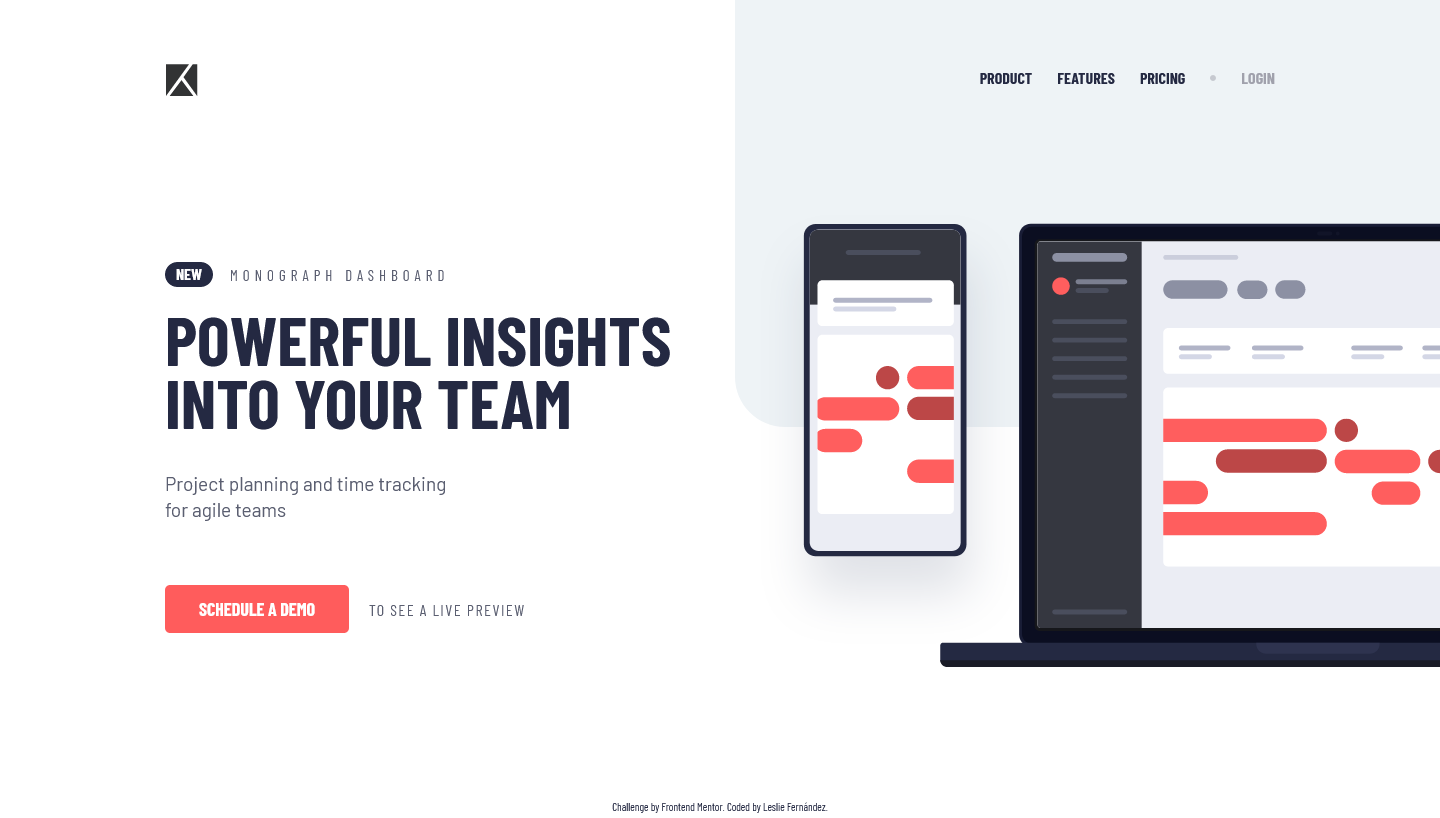 PRODUCT FEATURES PRICING LOGIN
NEW MONOGRAPH DASHBOARD
POWERFUL INSIGHTS
INTO YOUR TEAM
Project planning and time tracking
for agile teams
SCHEDULE A DEMO TO SEE A LIVE PREVIEW
Challenge by Frontend Mentor. Coded by Leslie Fernández.